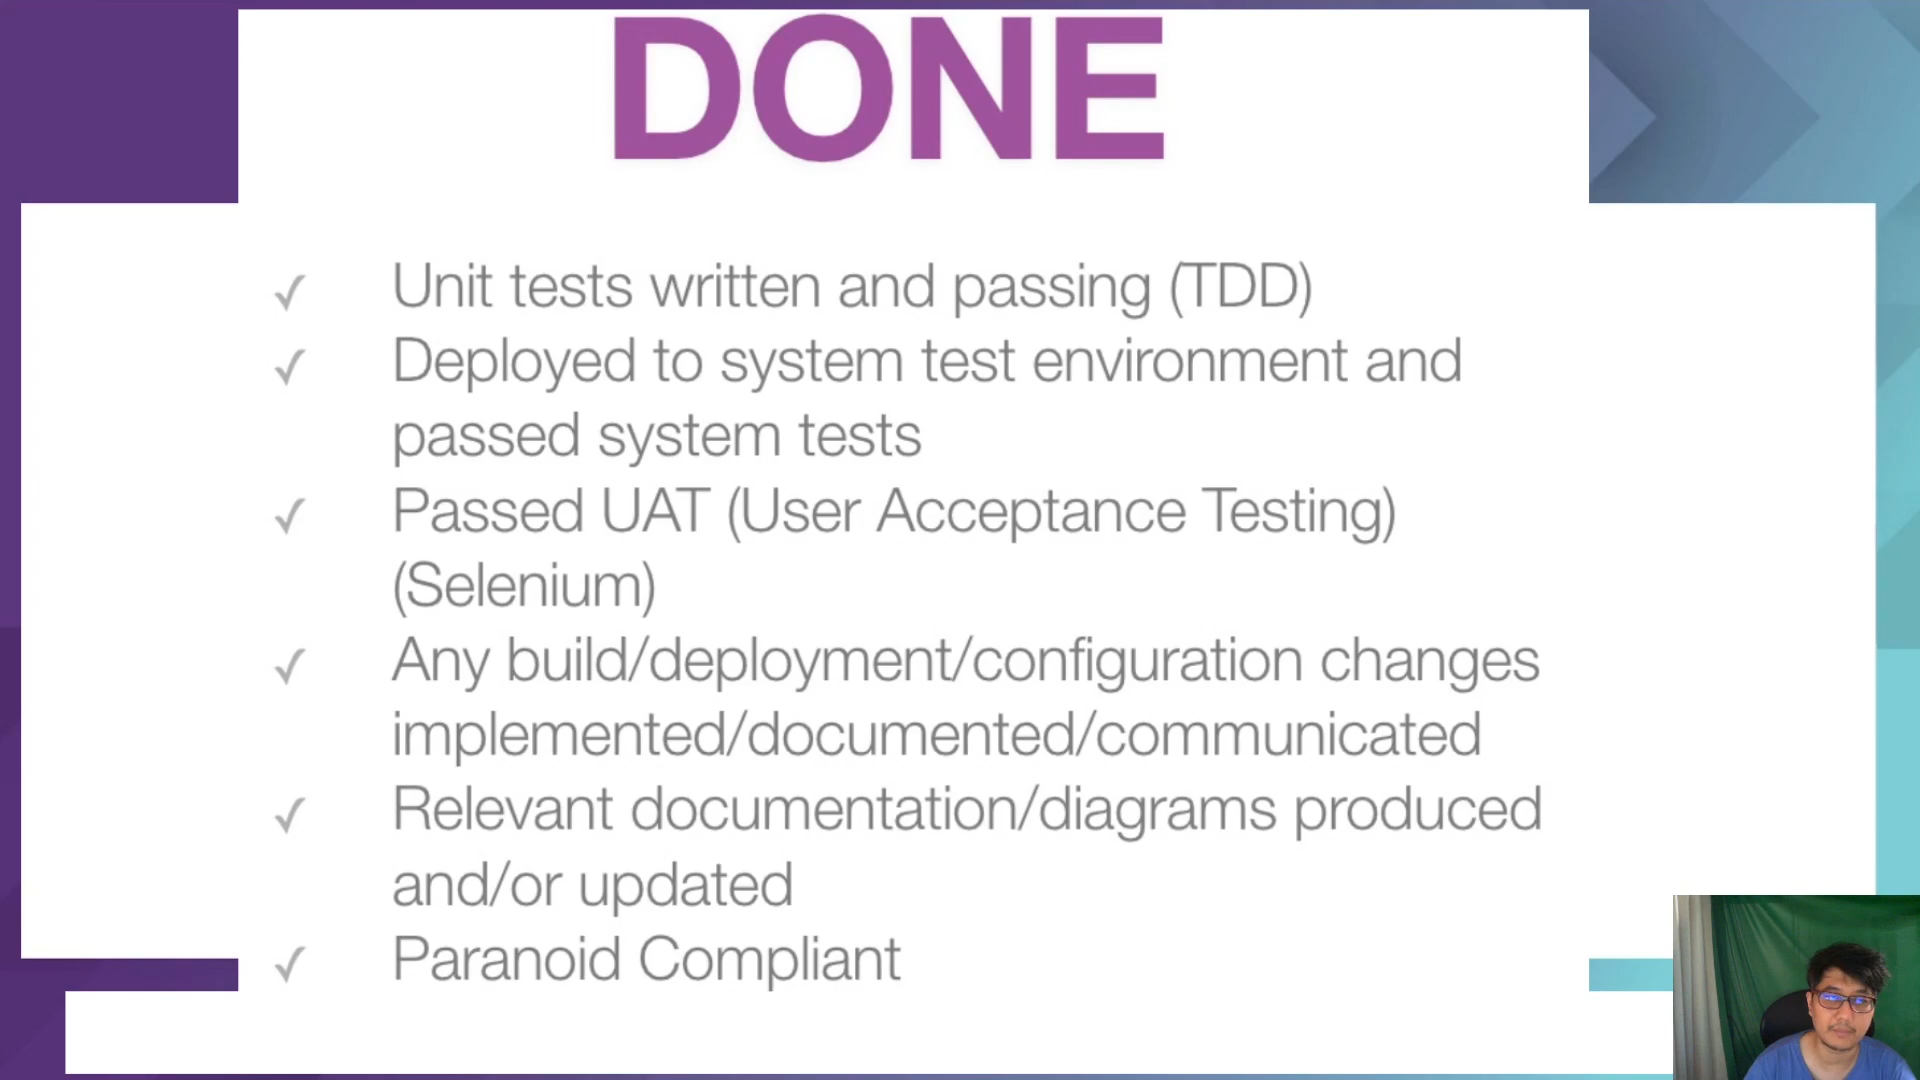 DONE
✓ Unit tests written and passing (TDD)
✓ Deployed to system test environment and
passed system tests
✓ Passed UAT (User Acceptance Testing)
(Selenium)
✓ Any build/deployment/configuration changes
implemented/documented/communicated
✓ Relevant documentation/diagrams produced
and/or updated
✓ Paranoid Compliant